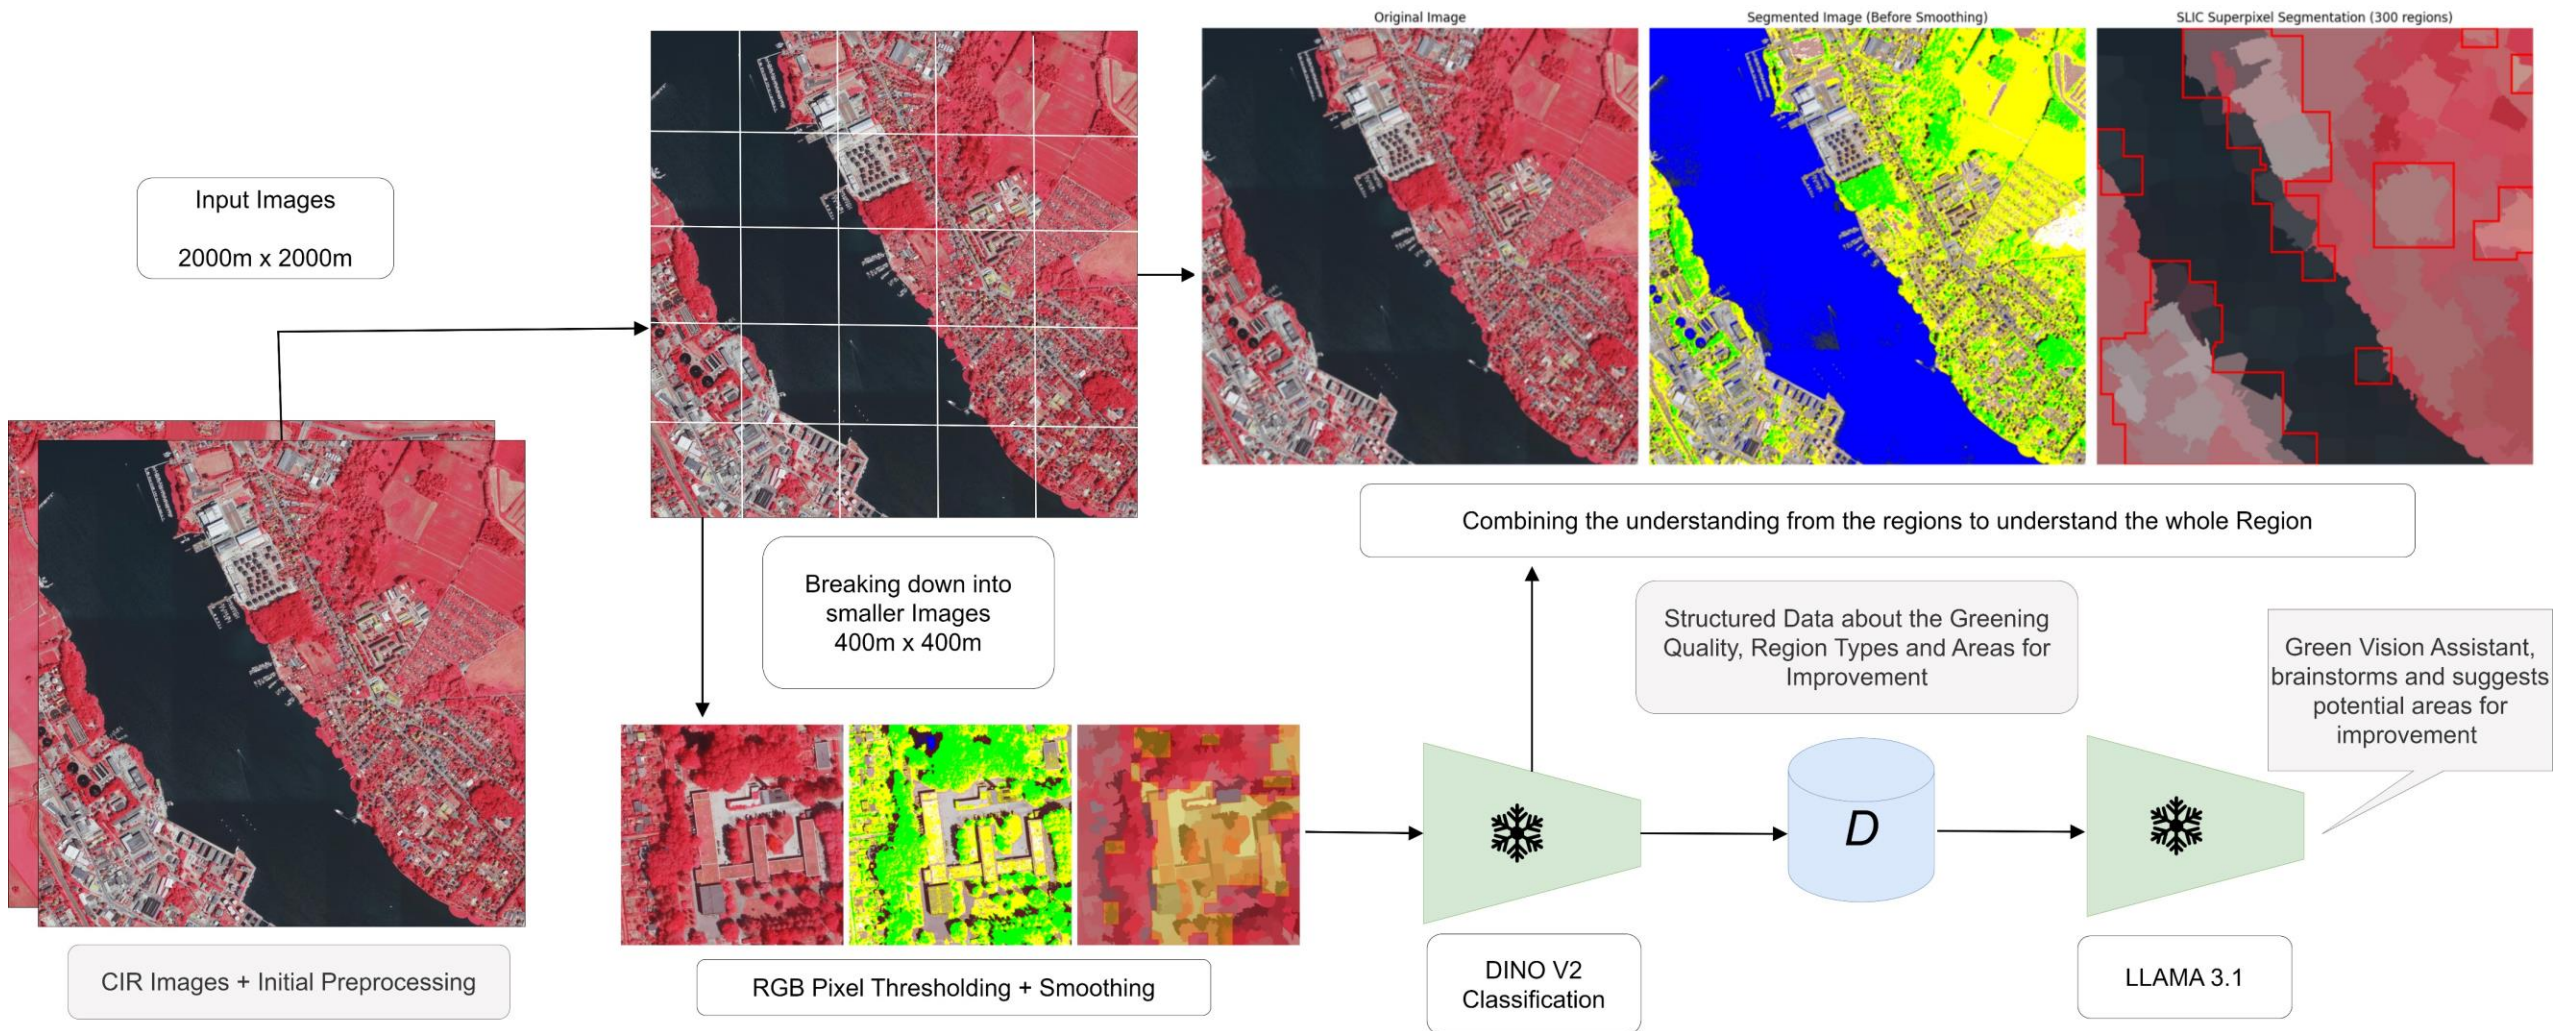 Original Image
Segmented Image (Before Smoothing)
SLIC Superpixel Segmentation (300 regions)
Input Images
2000m x 2000m
Combining the understanding from the regions to understand the whole Region
Breaking down into
smaller Images
400m x 400m
Structured Data about the Greening
Quality, Region Types and Areas for
Improvement
Green Vision Assistant,
brainstorms and suggests
potential areas for
improvement
D
CIR Images + Initial Preprocessing
RGB Pixel Thresholding + Smoothing
DINO V2
Classification
LLAMA 3.1